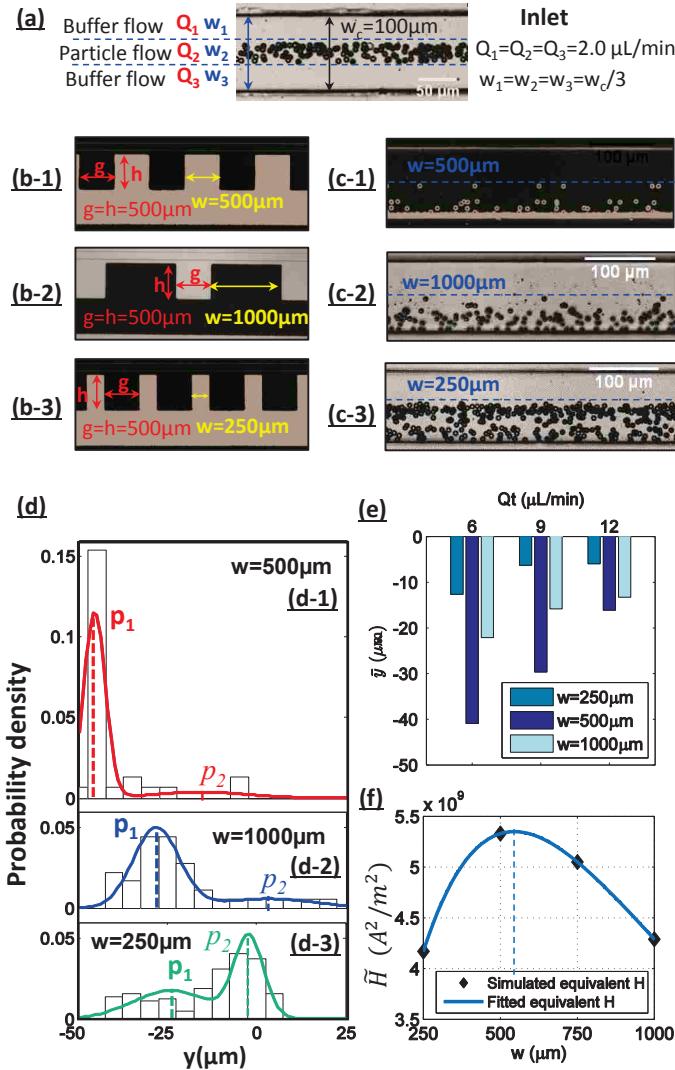 (a)
Buffer flow Q₁ w₁
Particle flow Q₂ w₂
Buffer flow Q₃ w₃
w_c=100μm
50 μm
Inlet
Q₁=Q₂=Q₃=2.0 μL/min
w₁=w₂=w₃=w_c/3
(b-1)
g h
g=h=500μm
w=500μm
(c-1)
100 μm
w=500μm
(b-2)
h g
g=h=500μm
w=1000μm
(c-2)
100 μm
w=1000μm
(b-3)
h g
g=h=500μm
w=250μm
(c-3)
100 μm
w=250μm
(d)
Probability density
0.15
0.1
0.05
0
w=500μm
(d-1)
p₁
p₂
0.05
0
w=1000μm
(d-2)
p₁
p₂
0.05
0
w=250μm
(d-3)
p₁
p₂
-50 -25 0 25
y(μm)
(e)
Qt (μL/min)
6 9 12
0
-10
-20
-30
-40
-50
ȳ (μm)
w=250μm
w=500μm
w=1000μm
(f)
x 10⁹
5.5
5
4.5
4
3.5
H̃ (A²/m²)
Simulated equivalent H
Fitted equivalent H
250 500 750 1000
w (μm)